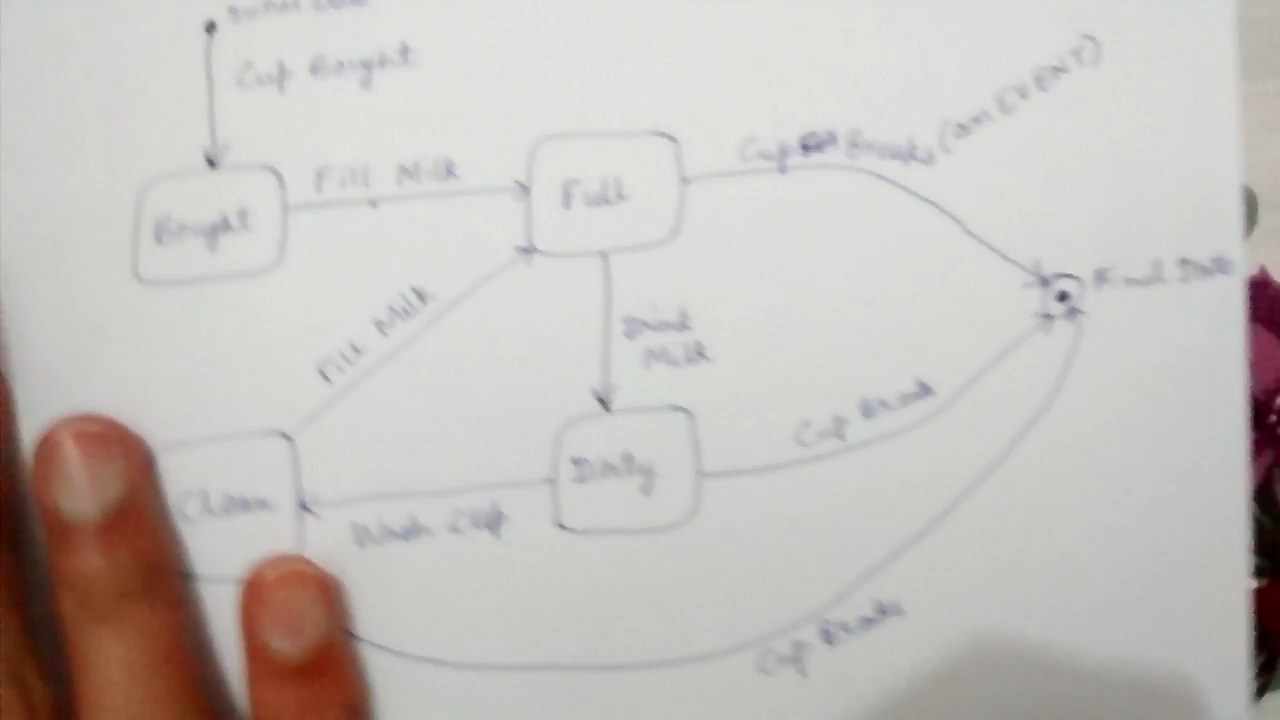 Cup Bought
Fill Milk
Cup Breaks (an EVENT)
Bought
Full
Final State
Fill Milk
Drink
Milk
Cup Break
Dirty
Clean
Wash Cup
Cup Breaks